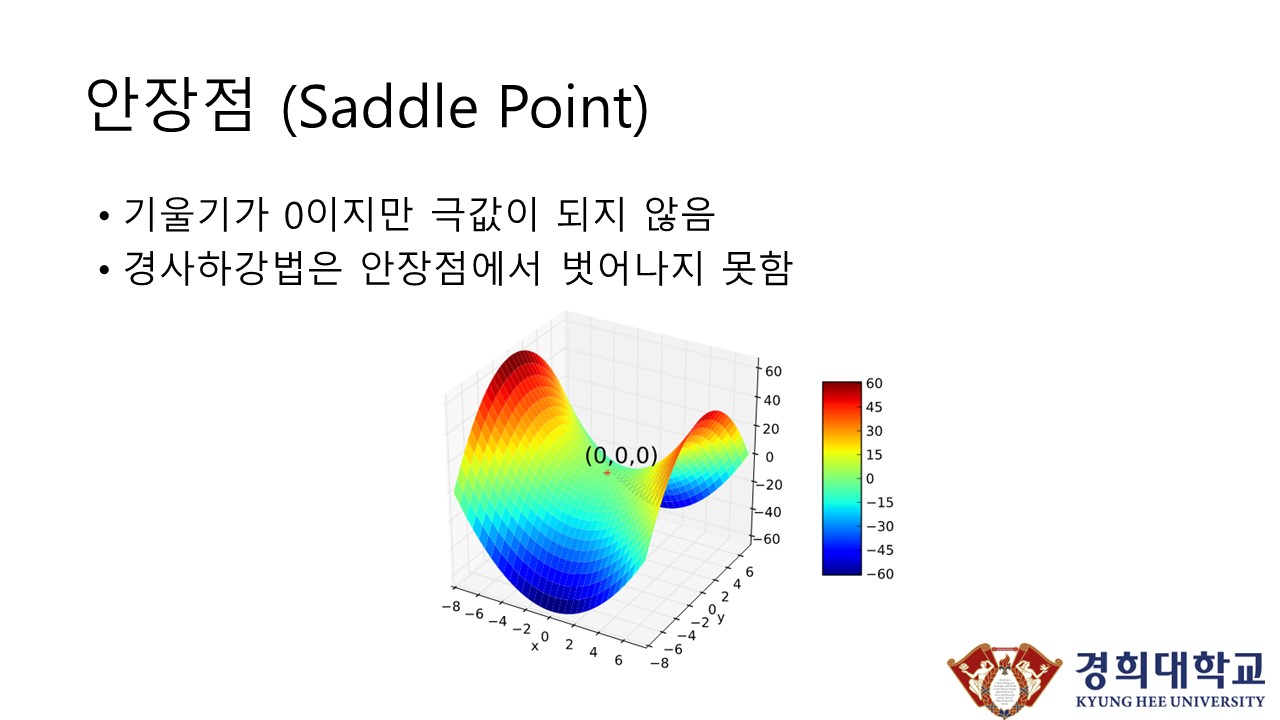 안장점 (Saddle Point)
• 기울기가 0이지만 극값이 되지 않음
• 경사하강법은 안장점에서 벗어나지 못함
(0,0,0)
60
40
20
0
−20
−40
−60
−8 −6 −4 −2 0 2 4 6
x
−8 −6 −4 −2 0 2 4 6
y
60
45
30
15
0
−15
−30
−45
−60
경희대학교
KYUNG HEE UNIVERSITY